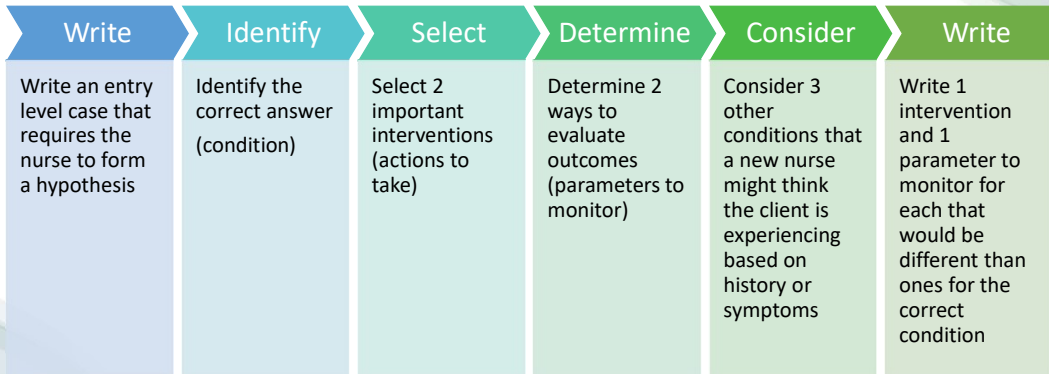 Write
Identify
Select
Determine
Consider
Write
Write an entry
level case that
requires the
nurse to form
a hypothesis
Identify the
correct answer
(condition)
Select 2
important
interventions
(actions to
take)
Determine 2
ways to
evaluate
outcomes
(parameters to
monitor)
Consider 3
other
conditions that
a new nurse
might think
the client is
experiencing
based on
history or
symptoms
Write 1
intervention
and 1
parameter to
monitor for
each that
would be
different than
ones for the
correct
condition